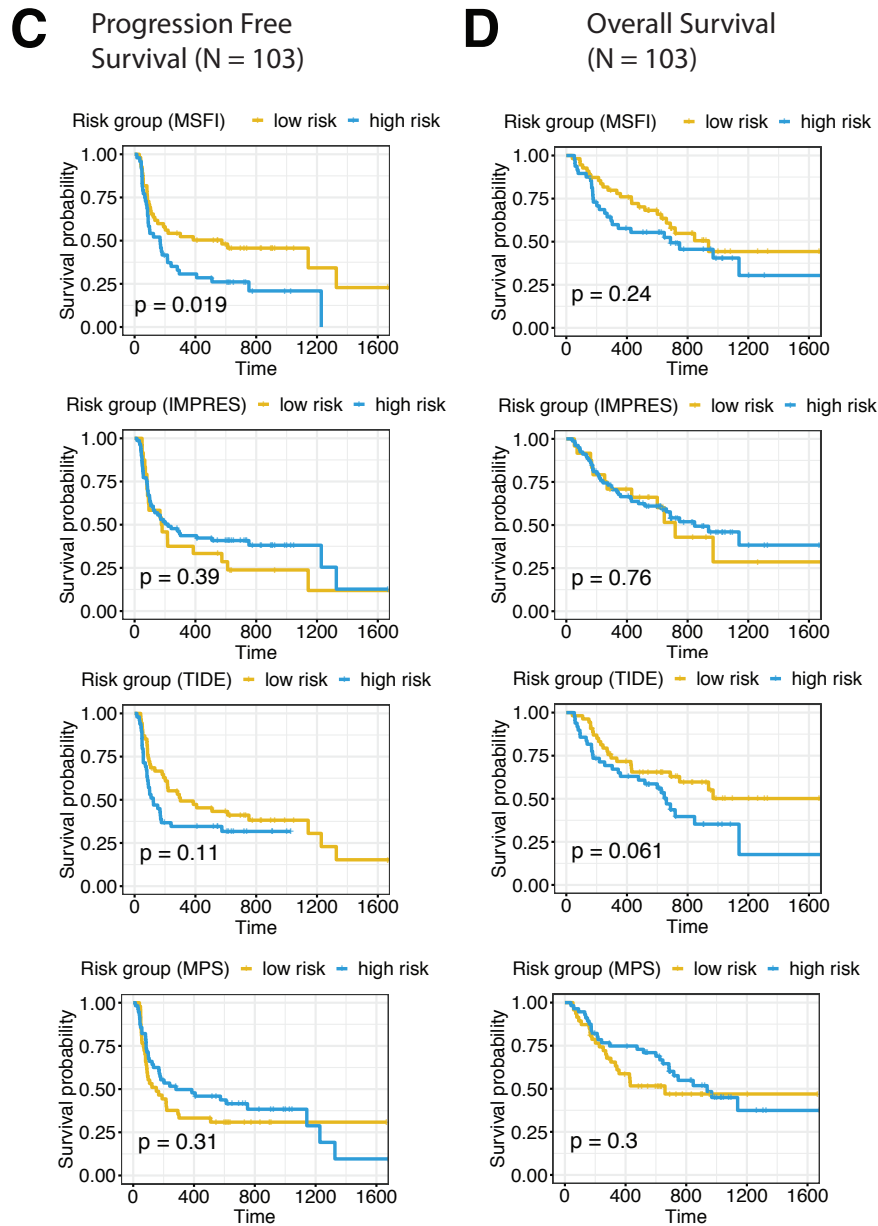 C Progression Free
Survival (N = 103)
Risk group (MSFI) low risk high risk
1.00
0.75
0.50
0.25
0.00
Survival probability
p = 0.019
0 400 800 1200 1600
Time
Risk group (IMPRES) low risk high risk
1.00
0.75
0.50
0.25
0.00
Survival probability
p = 0.39
0 400 800 1200 1600
Time
Risk group (TIDE) low risk high risk
1.00
0.75
0.50
0.25
0.00
Survival probability
p = 0.11
0 400 800 1200 1600
Time
Risk group (MPS) low risk high risk
1.00
0.75
0.50
0.25
0.00
Survival probability
p = 0.31
0 400 800 1200 1600
Time
D Overall Survival
(N = 103)
Risk group (MSFI) low risk high risk
1.00
0.75
0.50
0.25
0.00
Survival probability
p = 0.24
0 400 800 1200 1600
Time
Risk group (IMPRES) low risk high risk
1.00
0.75
0.50
0.25
0.00
Survival probability
p = 0.76
0 400 800 1200 1600
Time
Risk group (TIDE) low risk high risk
1.00
0.75
0.50
0.25
0.00
Survival probability
p = 0.061
0 400 800 1200 1600
Time
Risk group (MPS) low risk high risk
1.00
0.75
0.50
0.25
0.00
Survival probability
p = 0.3
0 400 800 1200 1600
Time